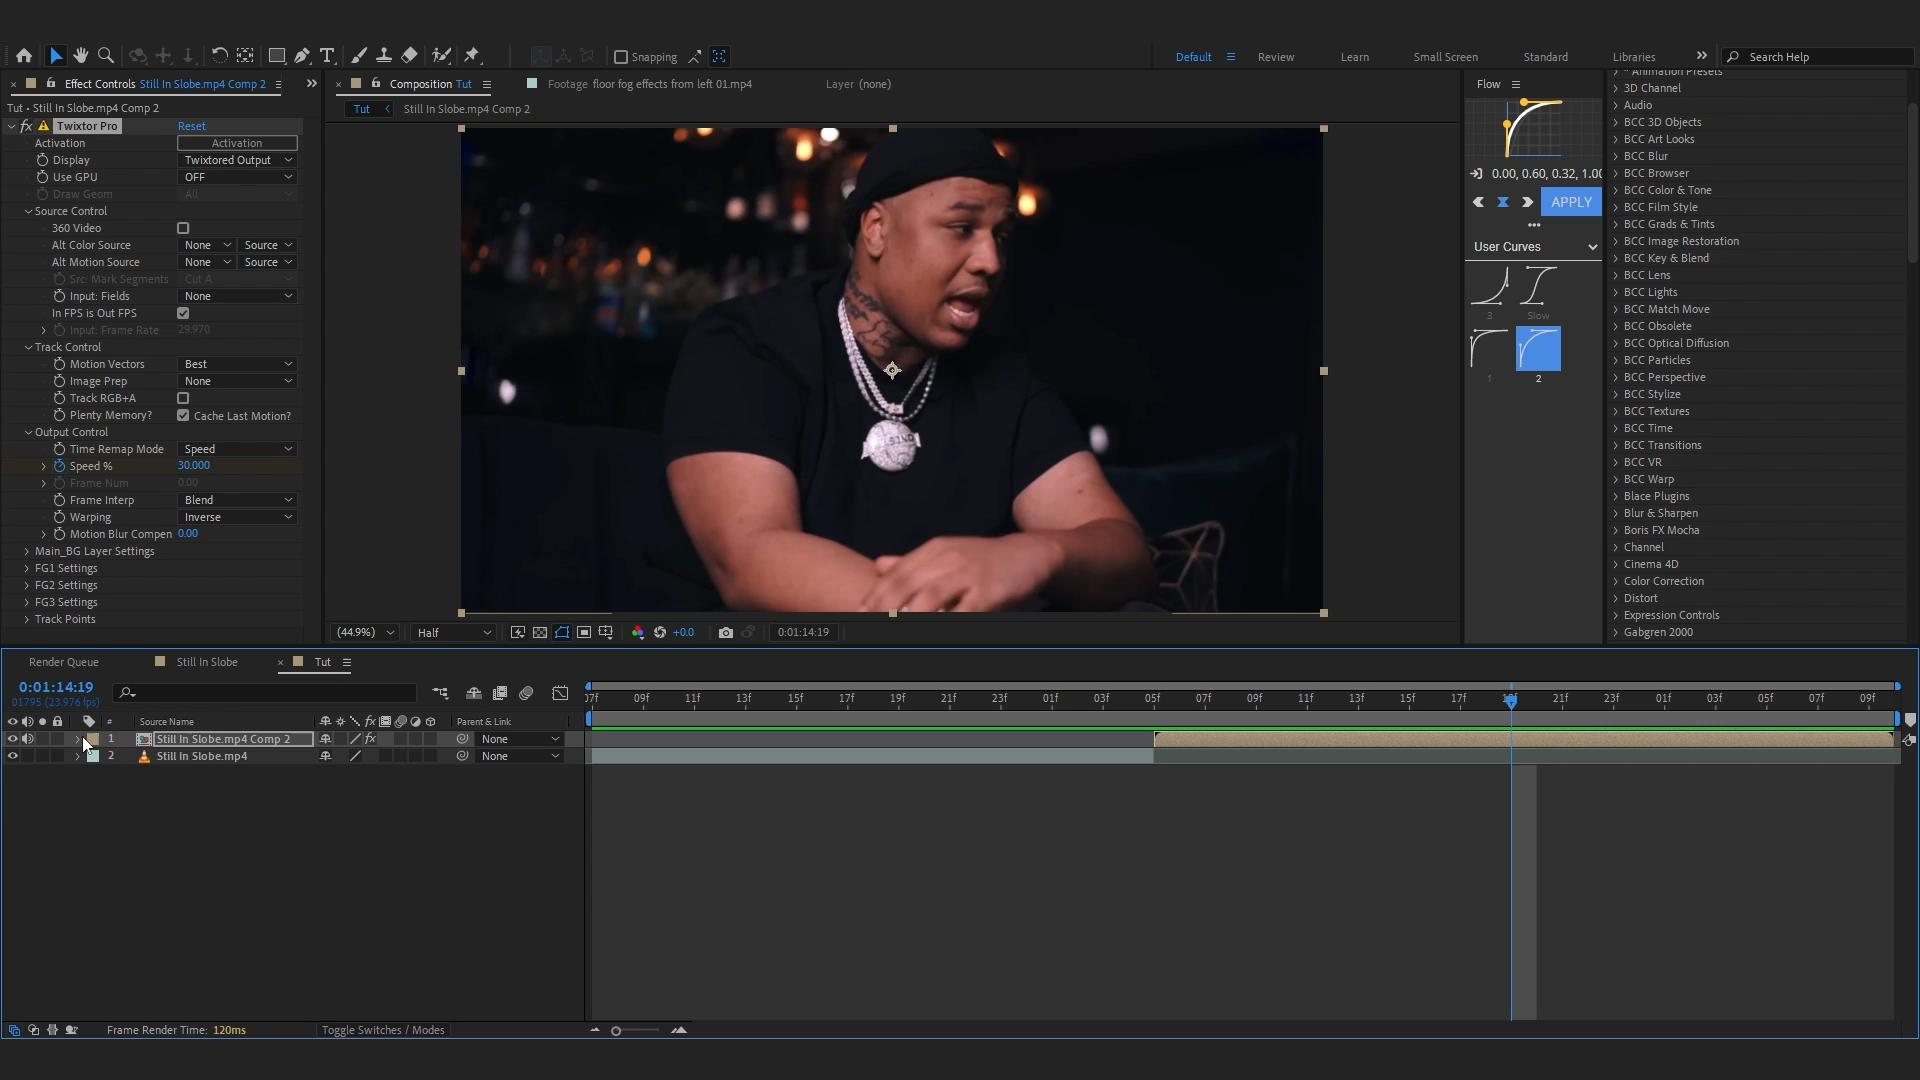 Snapping
Default
Review
Learn
Small Screen
Standard
Libraries
Search Help
Effect Controls Still In Slobe.mp4 Comp 2
Composition Tut
Footage floor fog effects from left 01.mp4
Layer (none)
Tut • Still In Slobe.mp4 Comp 2
Tut
Still In Slobe.mp4 Comp 2
fx Twixtor Pro Reset
Activation Activation
Display Twixtored Output
Use GPU OFF
Draw Geom All
Source Control
360 Video
Alt Color Source None Source
Alt Motion Source None Source
Src: Mark Segments Cut A
Input: Fields None
In FPS is Out FPS
Input: Frame Rate 29.970
Track Control
Motion Vectors Best
Image Prep None
Track RGB+A
Plenty Memory? Cache Last Motion?
Output Control
Time Remap Mode Speed
Speed % 30.000
Frame Num 0.00
Frame Interp Blend
Warping Inverse
Motion Blur Compen 0.00
Main_BG Layer Settings
FG1 Settings
FG2 Settings
FG3 Settings
Track Points
(44.9%) Half +0.0 0:01:14:19
Flow
0.00, 0.60, 0.32, 1.00
APPLY
User Curves
3 Slow
1 2
* Animation Presets
3D Channel
Audio
BCC 3D Objects
BCC Art Looks
BCC Blur
BCC Browser
BCC Color & Tone
BCC Film Style
BCC Grads & Tints
BCC Image Restoration
BCC Key & Blend
BCC Lens
BCC Lights
BCC Match Move
BCC Obsolete
BCC Optical Diffusion
BCC Particles
BCC Perspective
BCC Stylize
BCC Textures
BCC Time
BCC Transitions
BCC VR
BCC Warp
Blace Plugins
Blur & Sharpen
Boris FX Mocha
Channel
Cinema 4D
Color Correction
Distort
Expression Controls
Gabgren 2000
Render Queue
Still In Slobe
Tut
0:01:14:19
01795 (23.976 fps)
07f 09f 11f 13f 15f 17f 19f 21f 23f 01f 03f 05f 07f 09f 11f 13f 15f 17f 19f 21f 23f 01f 03f 05f 07f 09f
# Source Name fx Parent & Link
1 Still In Slobe.mp4 Comp 2 fx None
2 Still In Slobe.mp4 None
Frame Render Time: 120ms
Toggle Switches / Modes